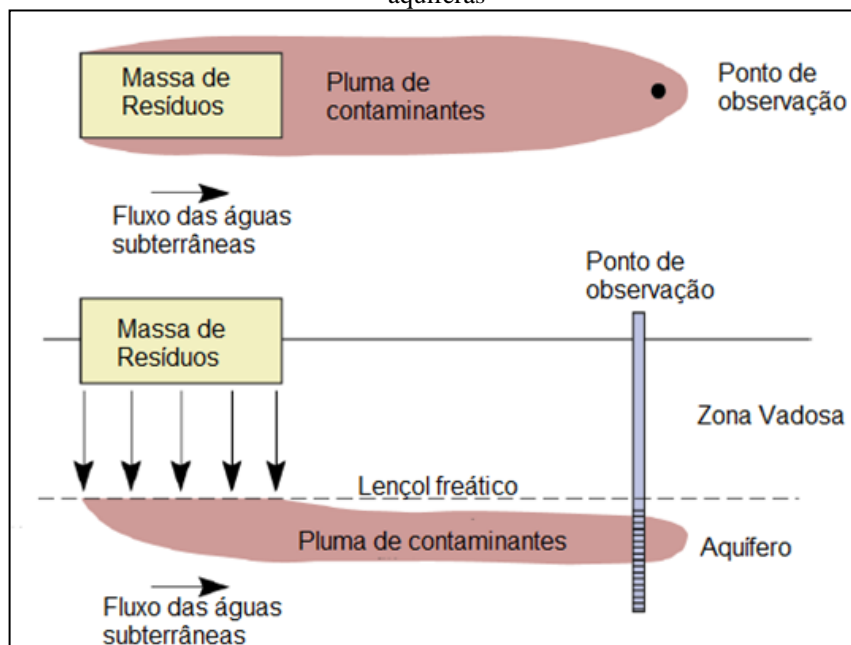 aquíferas
Massa de
Resíduos
Pluma de
contaminantes
Ponto de
observação
Fluxo das águas
subterrâneas
Ponto de
observação
Massa de
Resíduos
Zona Vadosa
Lençol freático
Pluma de contaminantes
Aquífero
Fluxo das águas
subterrâneas